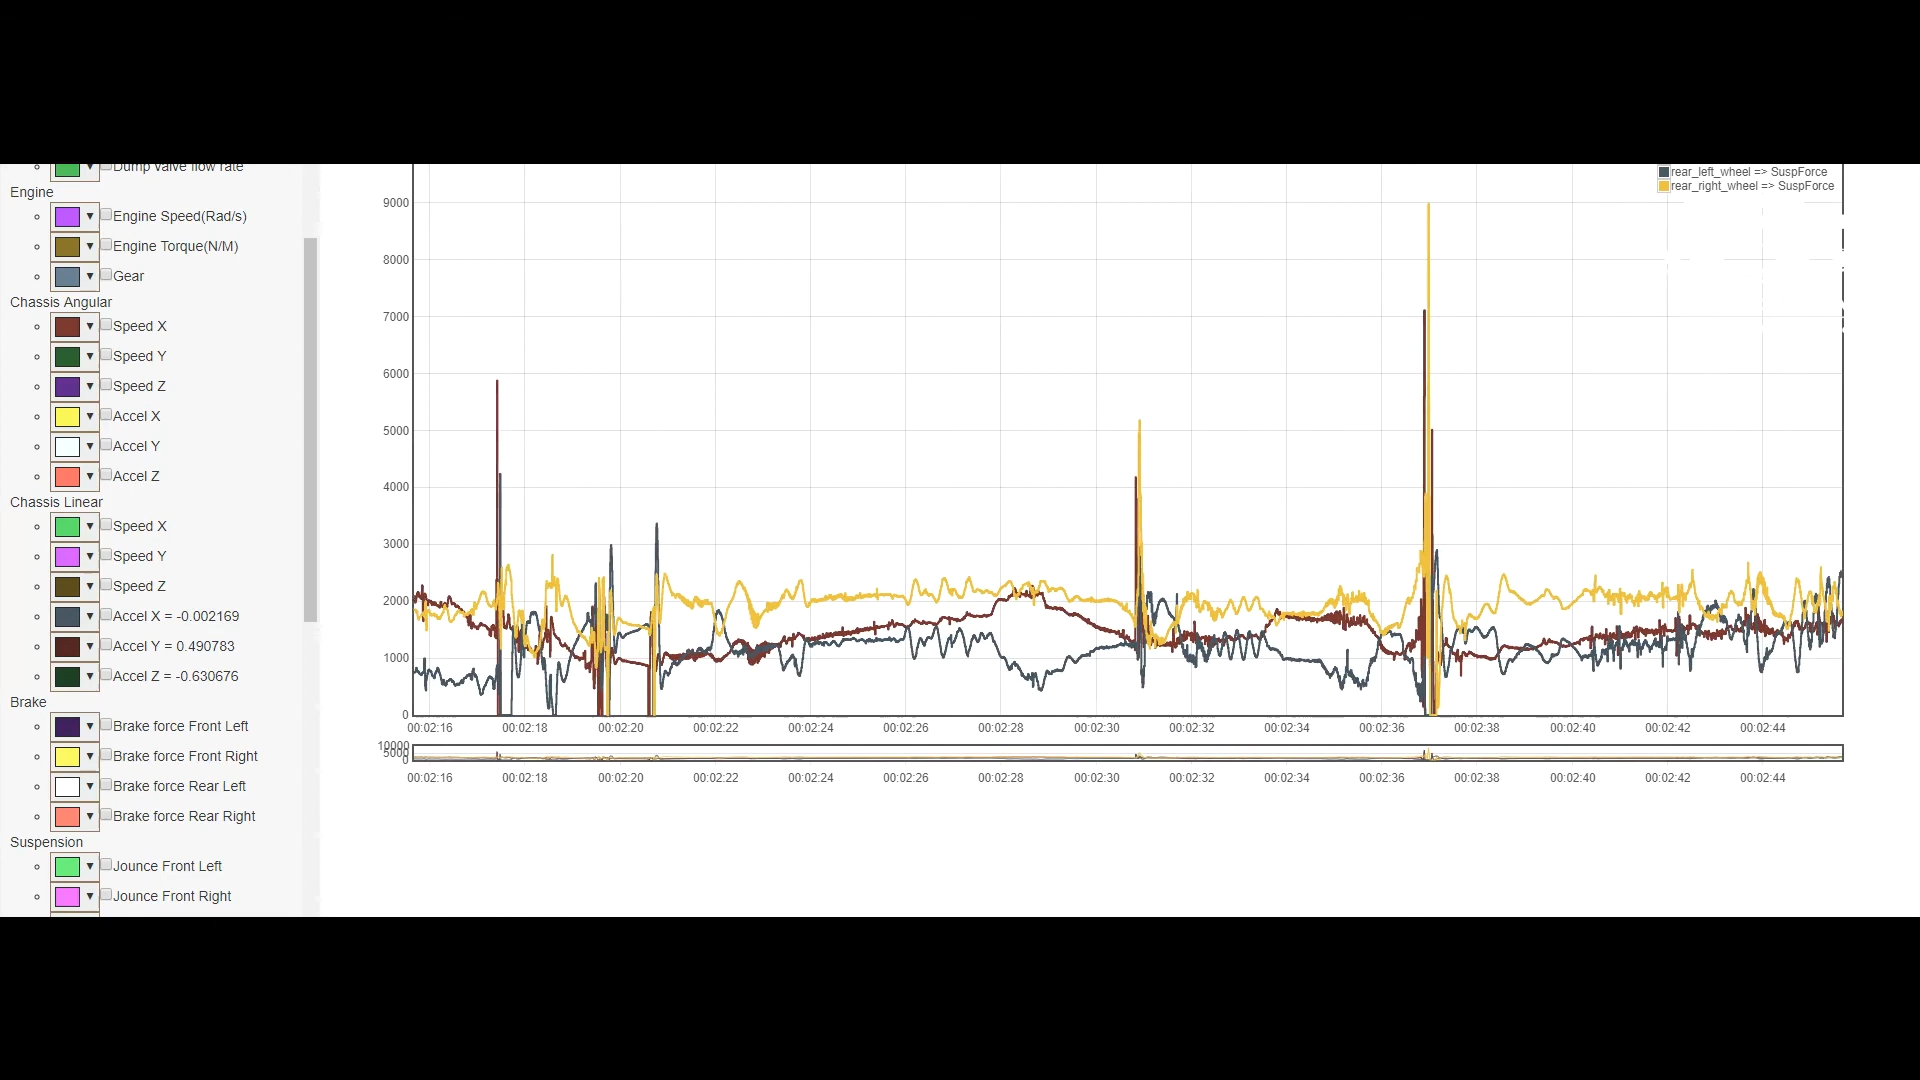 Dump valve flow rate
Engine
Engine Speed(Rad/s)
Engine Torque(N/M)
Gear
Chassis Angular
Speed X
Speed Y
Speed Z
Accel X
Accel Y
Accel Z
Chassis Linear
Speed X
Speed Y
Speed Z
Accel X = -0.002169
Accel Y = 0.490783
Accel Z = -0.630676
Brake
Brake force Front Left
Brake force Front Right
Brake force Rear Left
Brake force Rear Right
Suspension
Jounce Front Left
Jounce Front Right
rear_left_wheel => SuspForce
rear_right_wheel => SuspForce
9000
8000
7000
6000
5000
4000
3000
2000
1000
0
00:02:16 00:02:18 00:02:20 00:02:22 00:02:24 00:02:26 00:02:28 00:02:30 00:02:32 00:02:34 00:02:36 00:02:38 00:02:40 00:02:42 00:02:44
10000
5000
0
00:02:16 00:02:18 00:02:20 00:02:22 00:02:24 00:02:26 00:02:28 00:02:30 00:02:32 00:02:34 00:02:36 00:02:38 00:02:40 00:02:42 00:02:44